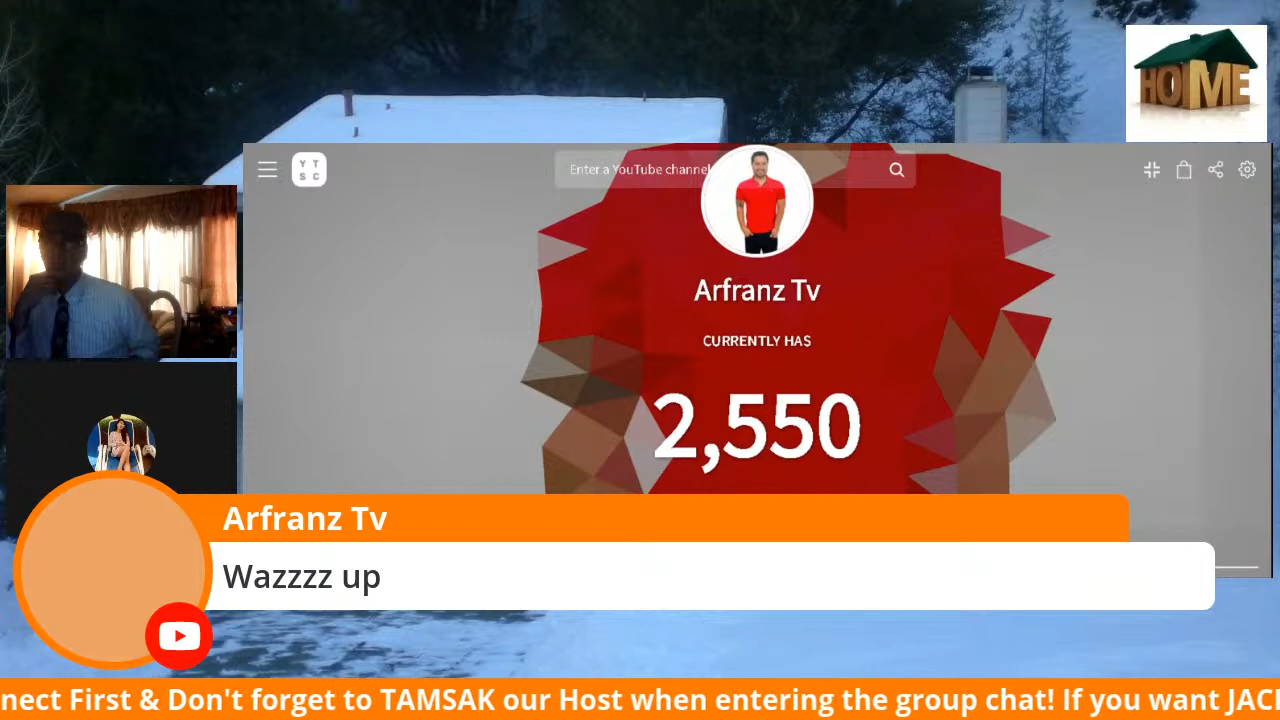 HOME
Y T
S C
Enter a YouTube channel
Arfranz Tv
CURRENTLY HAS
2,550
Arfranz Tv
Wazzzz up
nect First & Don't forget to TAMSAK our Host when entering the group chat! If you want JACK